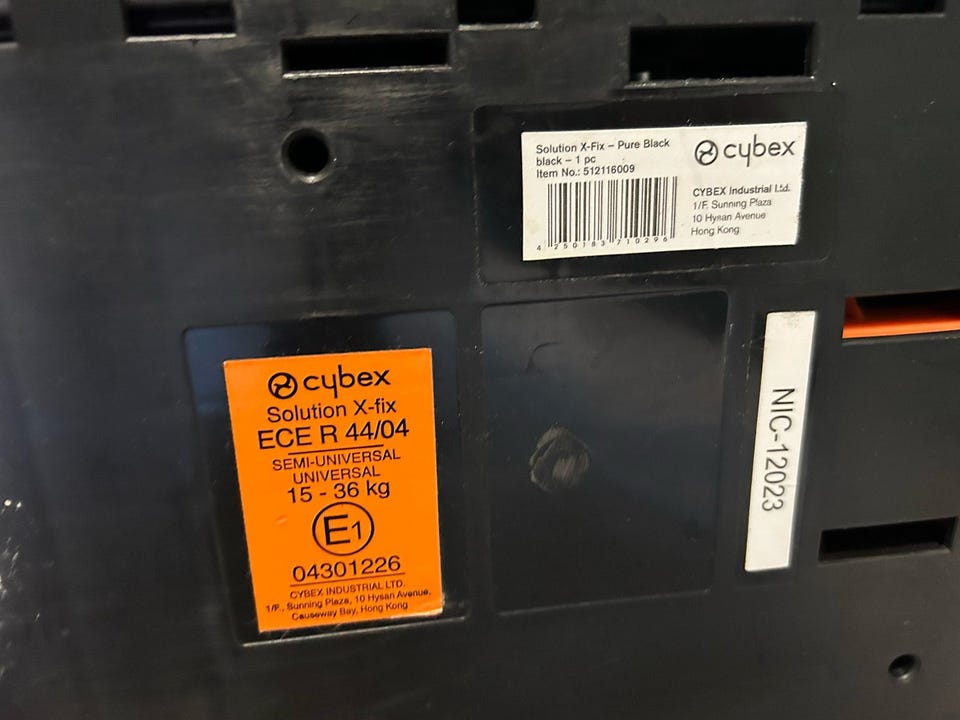 Solution X-Fix – Pure Black
black – 1 pc
Item No.: 512116009
4 250183 710296
cybex
CYBEX Industrial Ltd.
1/F. Sunning Plaza
10 Hysan Avenue
Hong Kong
cybex
Solution X-fix
ECE R 44/04
SEMI-UNIVERSAL
UNIVERSAL
15 - 36 kg
E1
04301226
CYBEX INDUSTRIAL LTD.
1/F., Sunning Plaza, 10 Hysan Avenue,
Causeway Bay, Hong Kong
NIC-12023